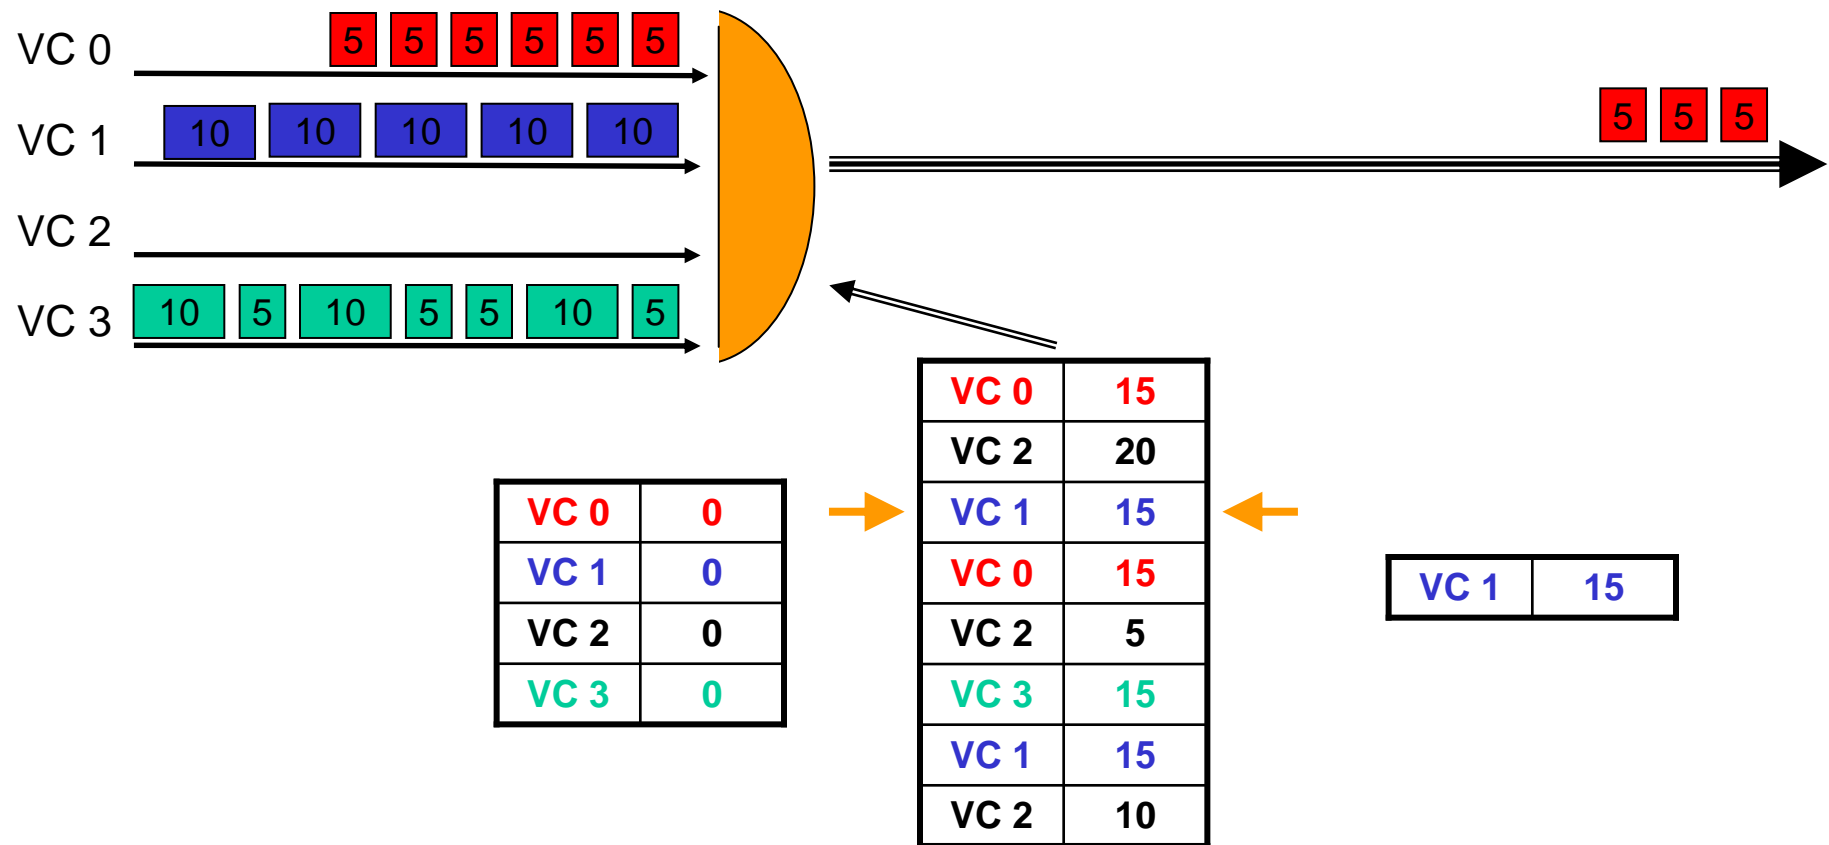 VC 0 5 5 5 5 5 5
5 5 5
VC 1 10 10 10 10 10
VC 2
VC 3 10 5 10 5 5 10 5
VC 0 0
VC 1 0
VC 2 0
VC 3 0
VC 0 15
VC 2 20
VC 1 15
VC 0 15
VC 2 5
VC 3 15
VC 1 15
VC 2 10
VC 1 15